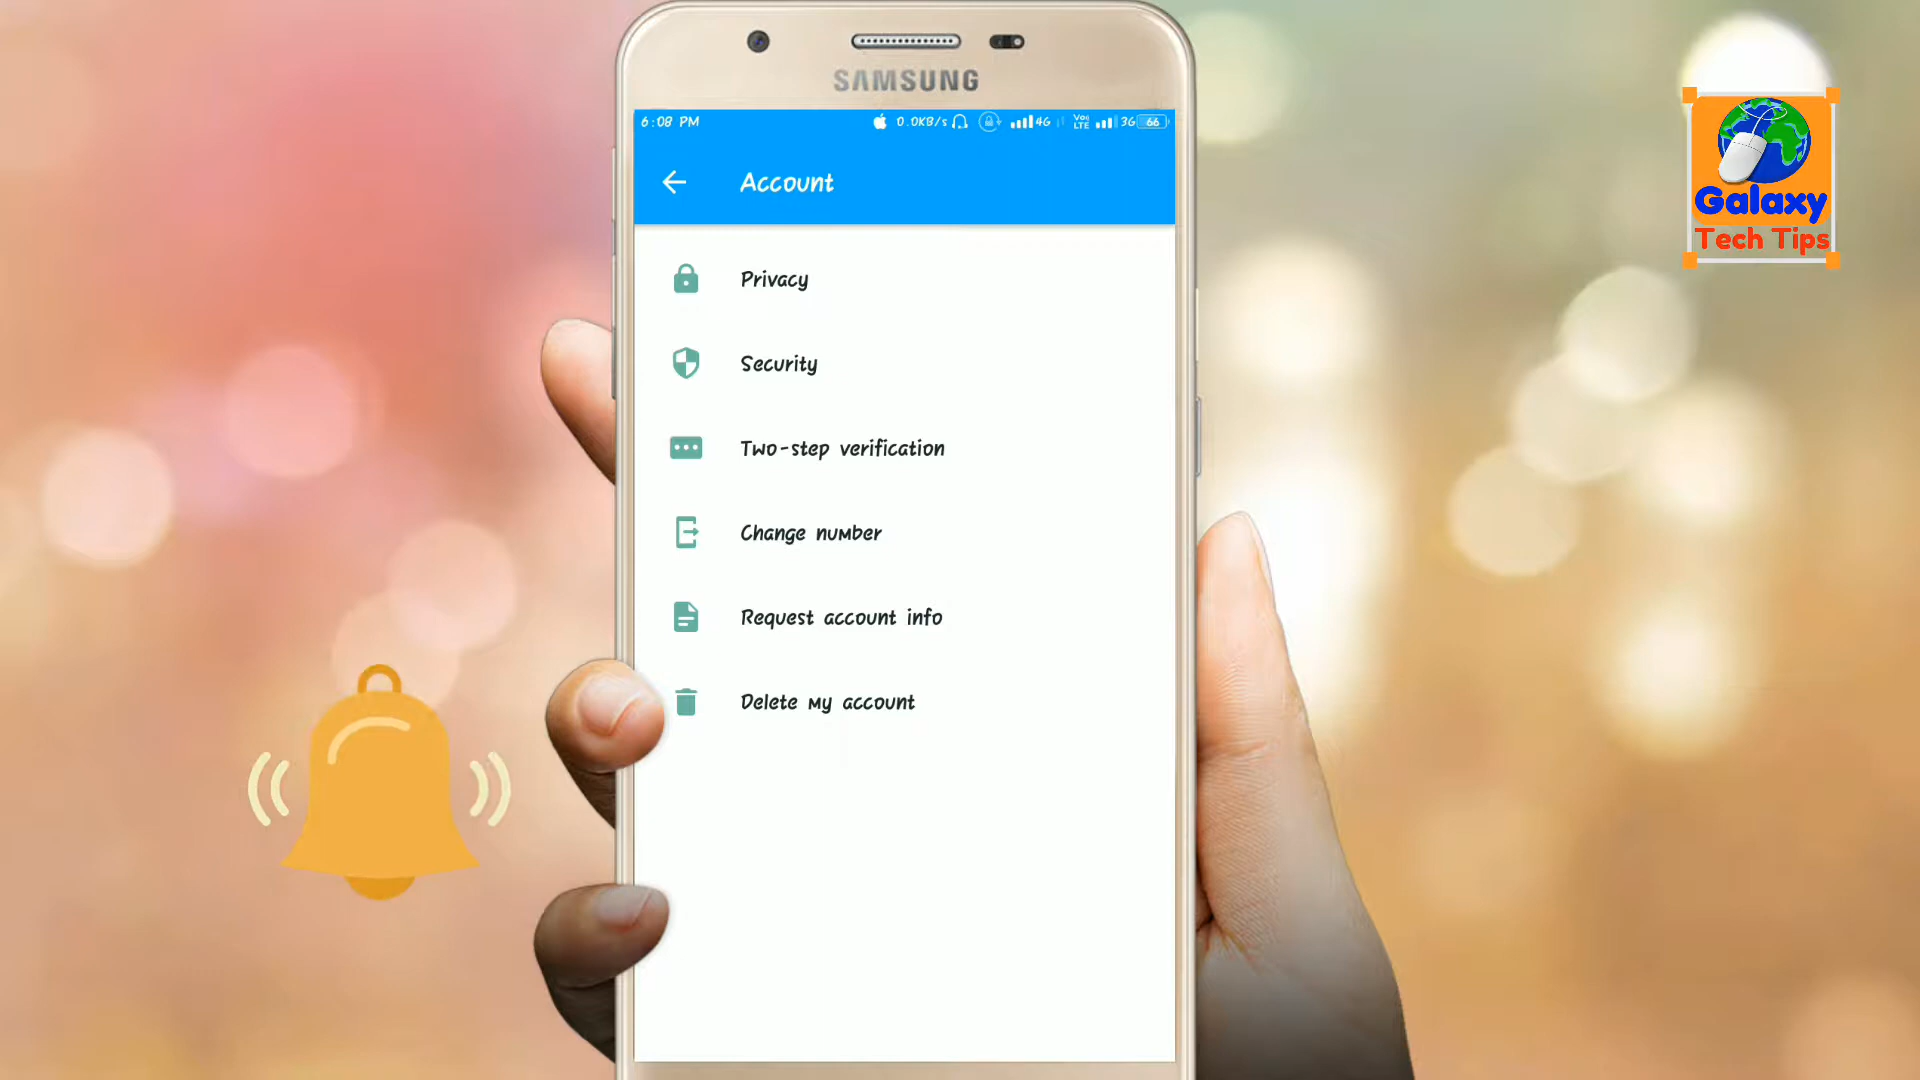 SAMSUNG
6:08 PM 0.0KB/s 4G Vo LTE 3G 66
Account
Privacy
Security
Two-step verification
Change number
Request account info
Delete my account
Galaxy
Tech Tips